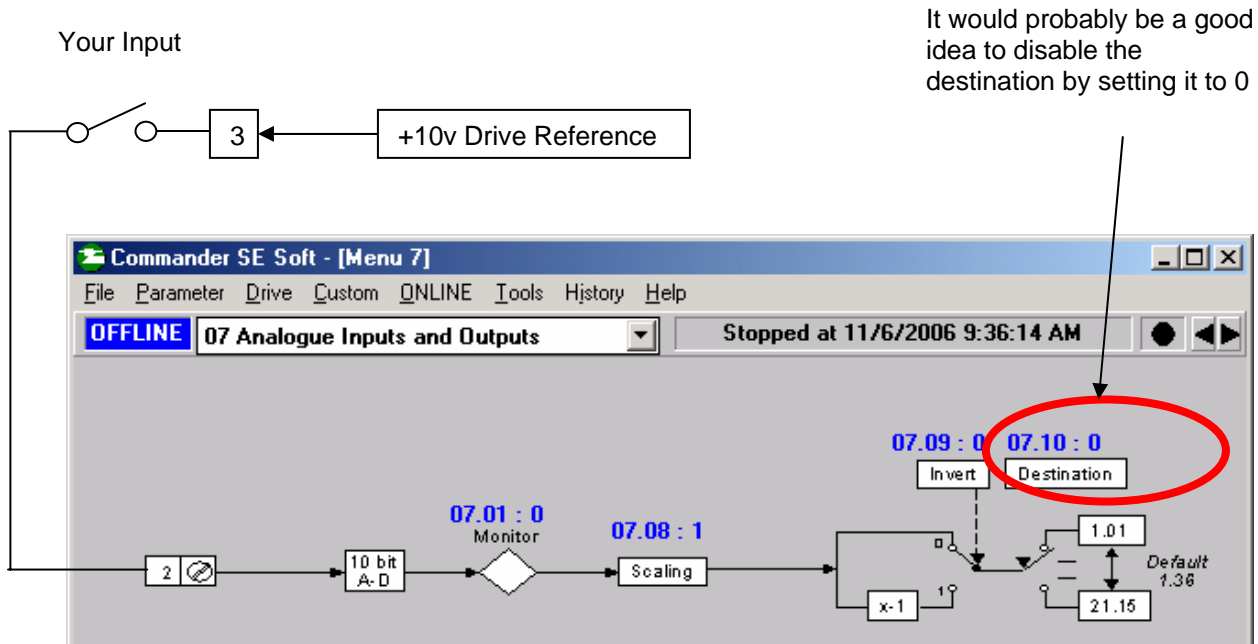 It would probably be a good
idea to disable the
destination by setting it to 0
Your Input
3
+10v Drive Reference
Commander SE Soft - [Menu 7]
File Parameter Drive Custom ONLINE Tools History Help
OFFLINE 07 Analogue Inputs and Outputs Stopped at 11/6/2006 9:36:14 AM
07.09 : 0 07.10 : 0
Invert Destination
07.01 : 0
Monitor
07.08 : 1
2
10 bit
A-D
Scaling
0
1
x-1
1.01
Default
1.36
21.15